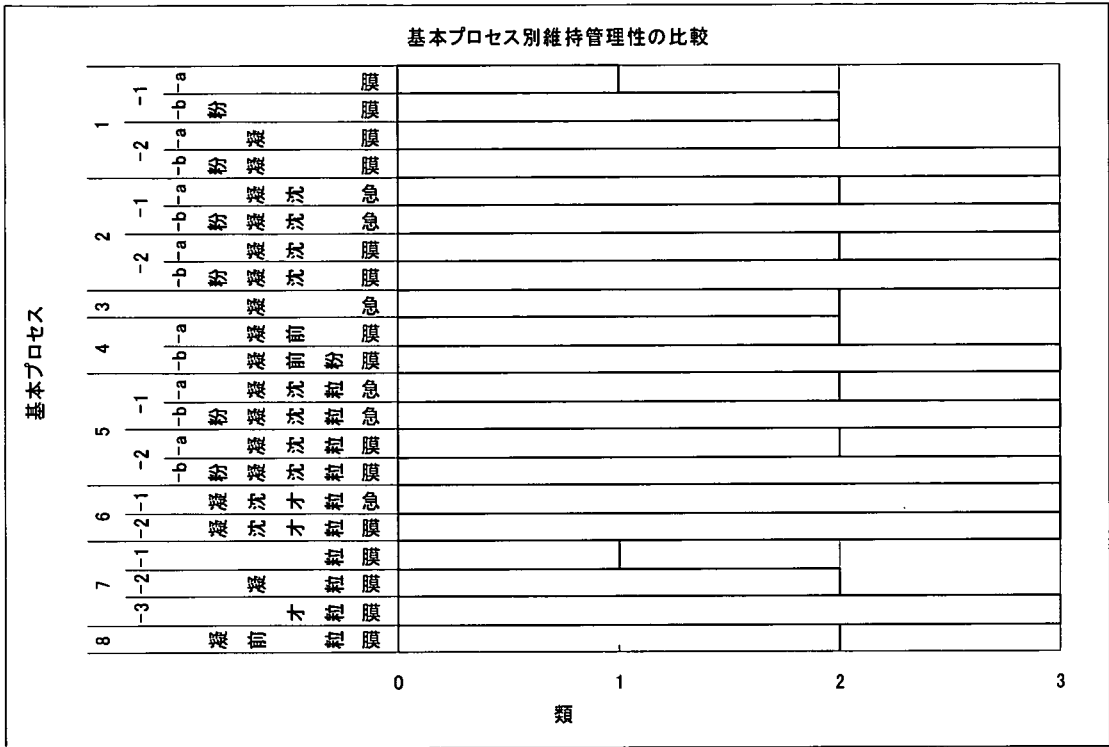 基本プロセス別維持管理性の比較
基本プロセス
1 -1 -a 膜
-b 粉 膜
-2 -a 凝 膜
-b 粉 凝 膜
2 -1 -a 凝 沈 急
-b 粉 凝 沈 急
-2 -a 凝 沈 膜
-b 粉 凝 沈 膜
3 凝 急
4 -a 凝 前 膜
-b 凝 前 粉 膜
5 -1 -a 凝 沈 粒 急
-b 粉 凝 沈 粒 急
-2 -a 凝 沈 粒 膜
-b 粉 凝 沈 粒 膜
6 -1 凝 沈 オ 粒 急
-2 凝 沈 オ 粒 膜
7 -1 粒 膜
-2 凝 粒 膜
-3 オ 粒 膜
8 凝 前 粒 膜
0 1 2 3
類